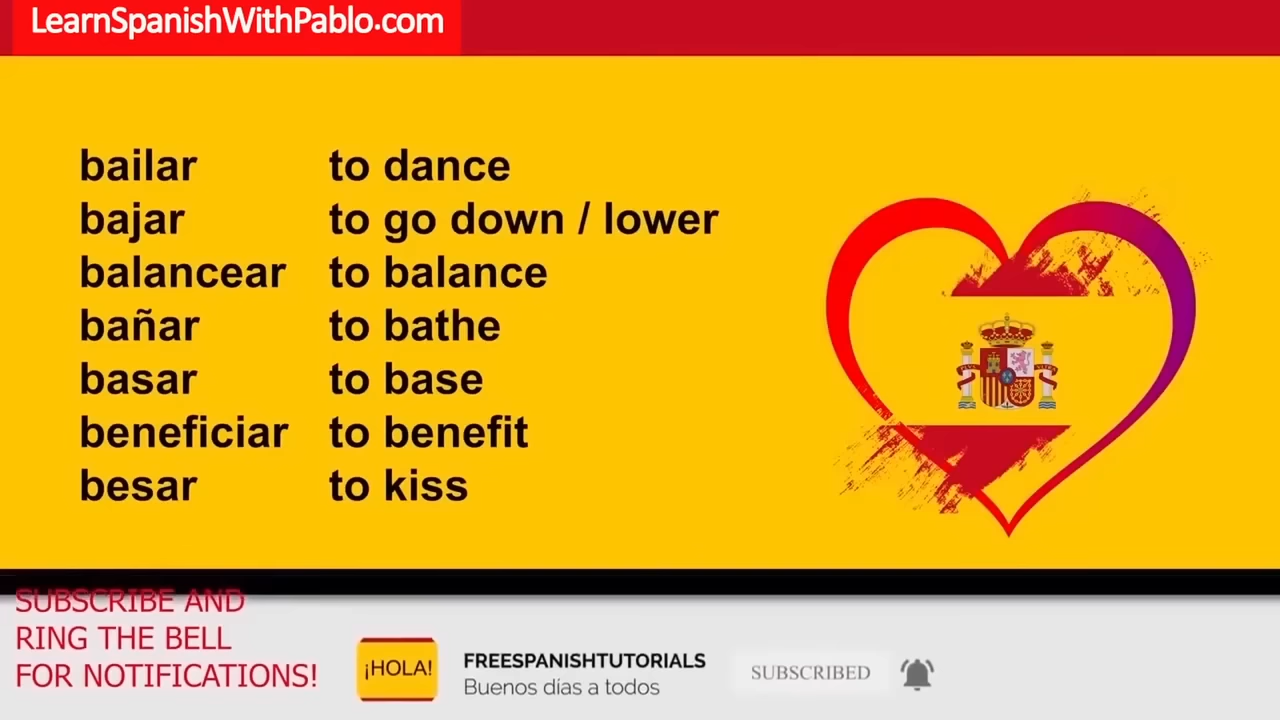 LearnSpanishWithPablo.com
bailar to dance
bajar to go down / lower
balancear to balance
bañar to bathe
basar to base
beneficiar to benefit
besar to kiss
SUBSCRIBE AND
RING THE BELL
FOR NOTIFICATIONS!
¡HOLA!
FREESPANISHTUTORIALS
Buenos días a todos
SUBSCRIBED